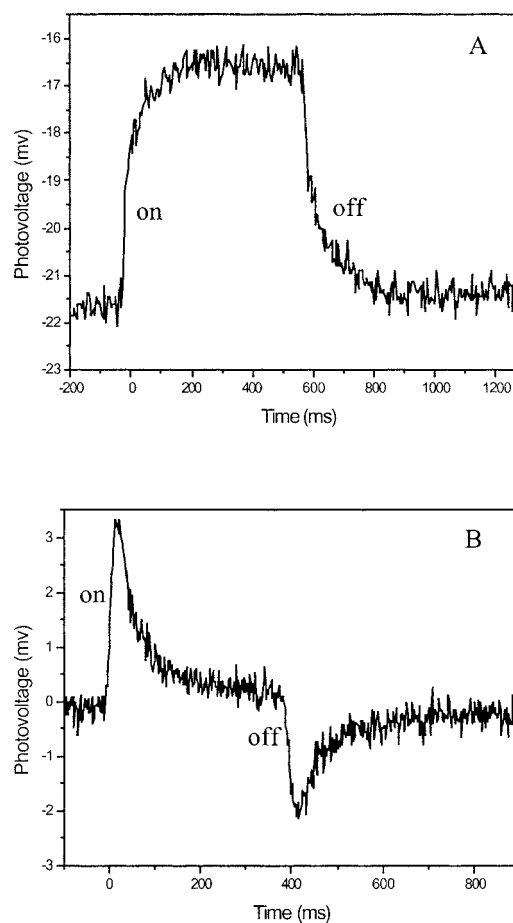 A
-16
-17
-18
-19
-20
-21
-22
-23
Photovoltage (mv)
on
off
-200 0 200 400 600 800 1000 1200
Time (ms)
B
3
2
1
0
-1
-2
-3
Photovoltage (mv)
on
off
0 200 400 600 800
Time (ms)